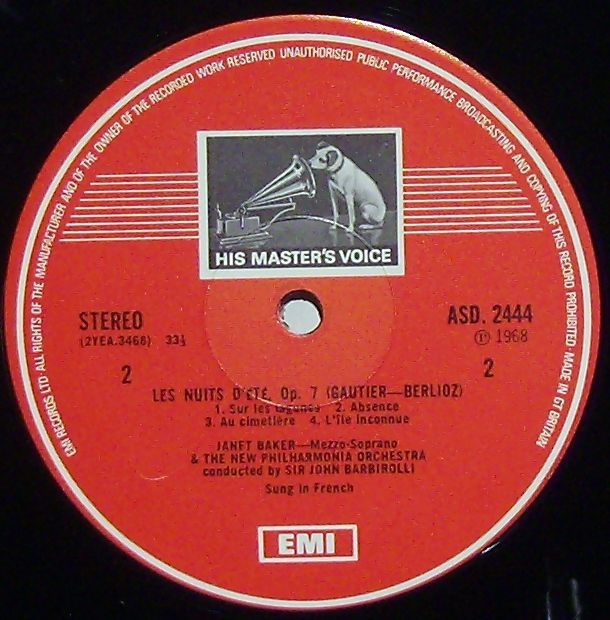 EMI RECORDS LTD · ALL RIGHTS OF THE MANUFACTURER AND OF THE OWNER OF THE RECORDED WORK RESERVED UNAUTHORISED PUBLIC PERFORMANCE BROADCASTING AND COPYING OF THIS RECORD PROHIBITED · MADE IN GT BRITAIN
HIS MASTER'S VOICE
STEREO
(2YEA.3468) 33⅓
2
ASD. 2444
Ⓟ 1968
2
LES NUITS D'ÉTÉ, Op. 7 (GAUTIER—BERLIOZ)
1. Sur les lagunes 2. Absence
3. Au cimetière 4. L'île inconnue
JANET BAKER—Mezzo-Soprano
& THE NEW PHILHARMONIA ORCHESTRA
conducted by SIR JOHN BARBIROLLI
Sung in French
EMI